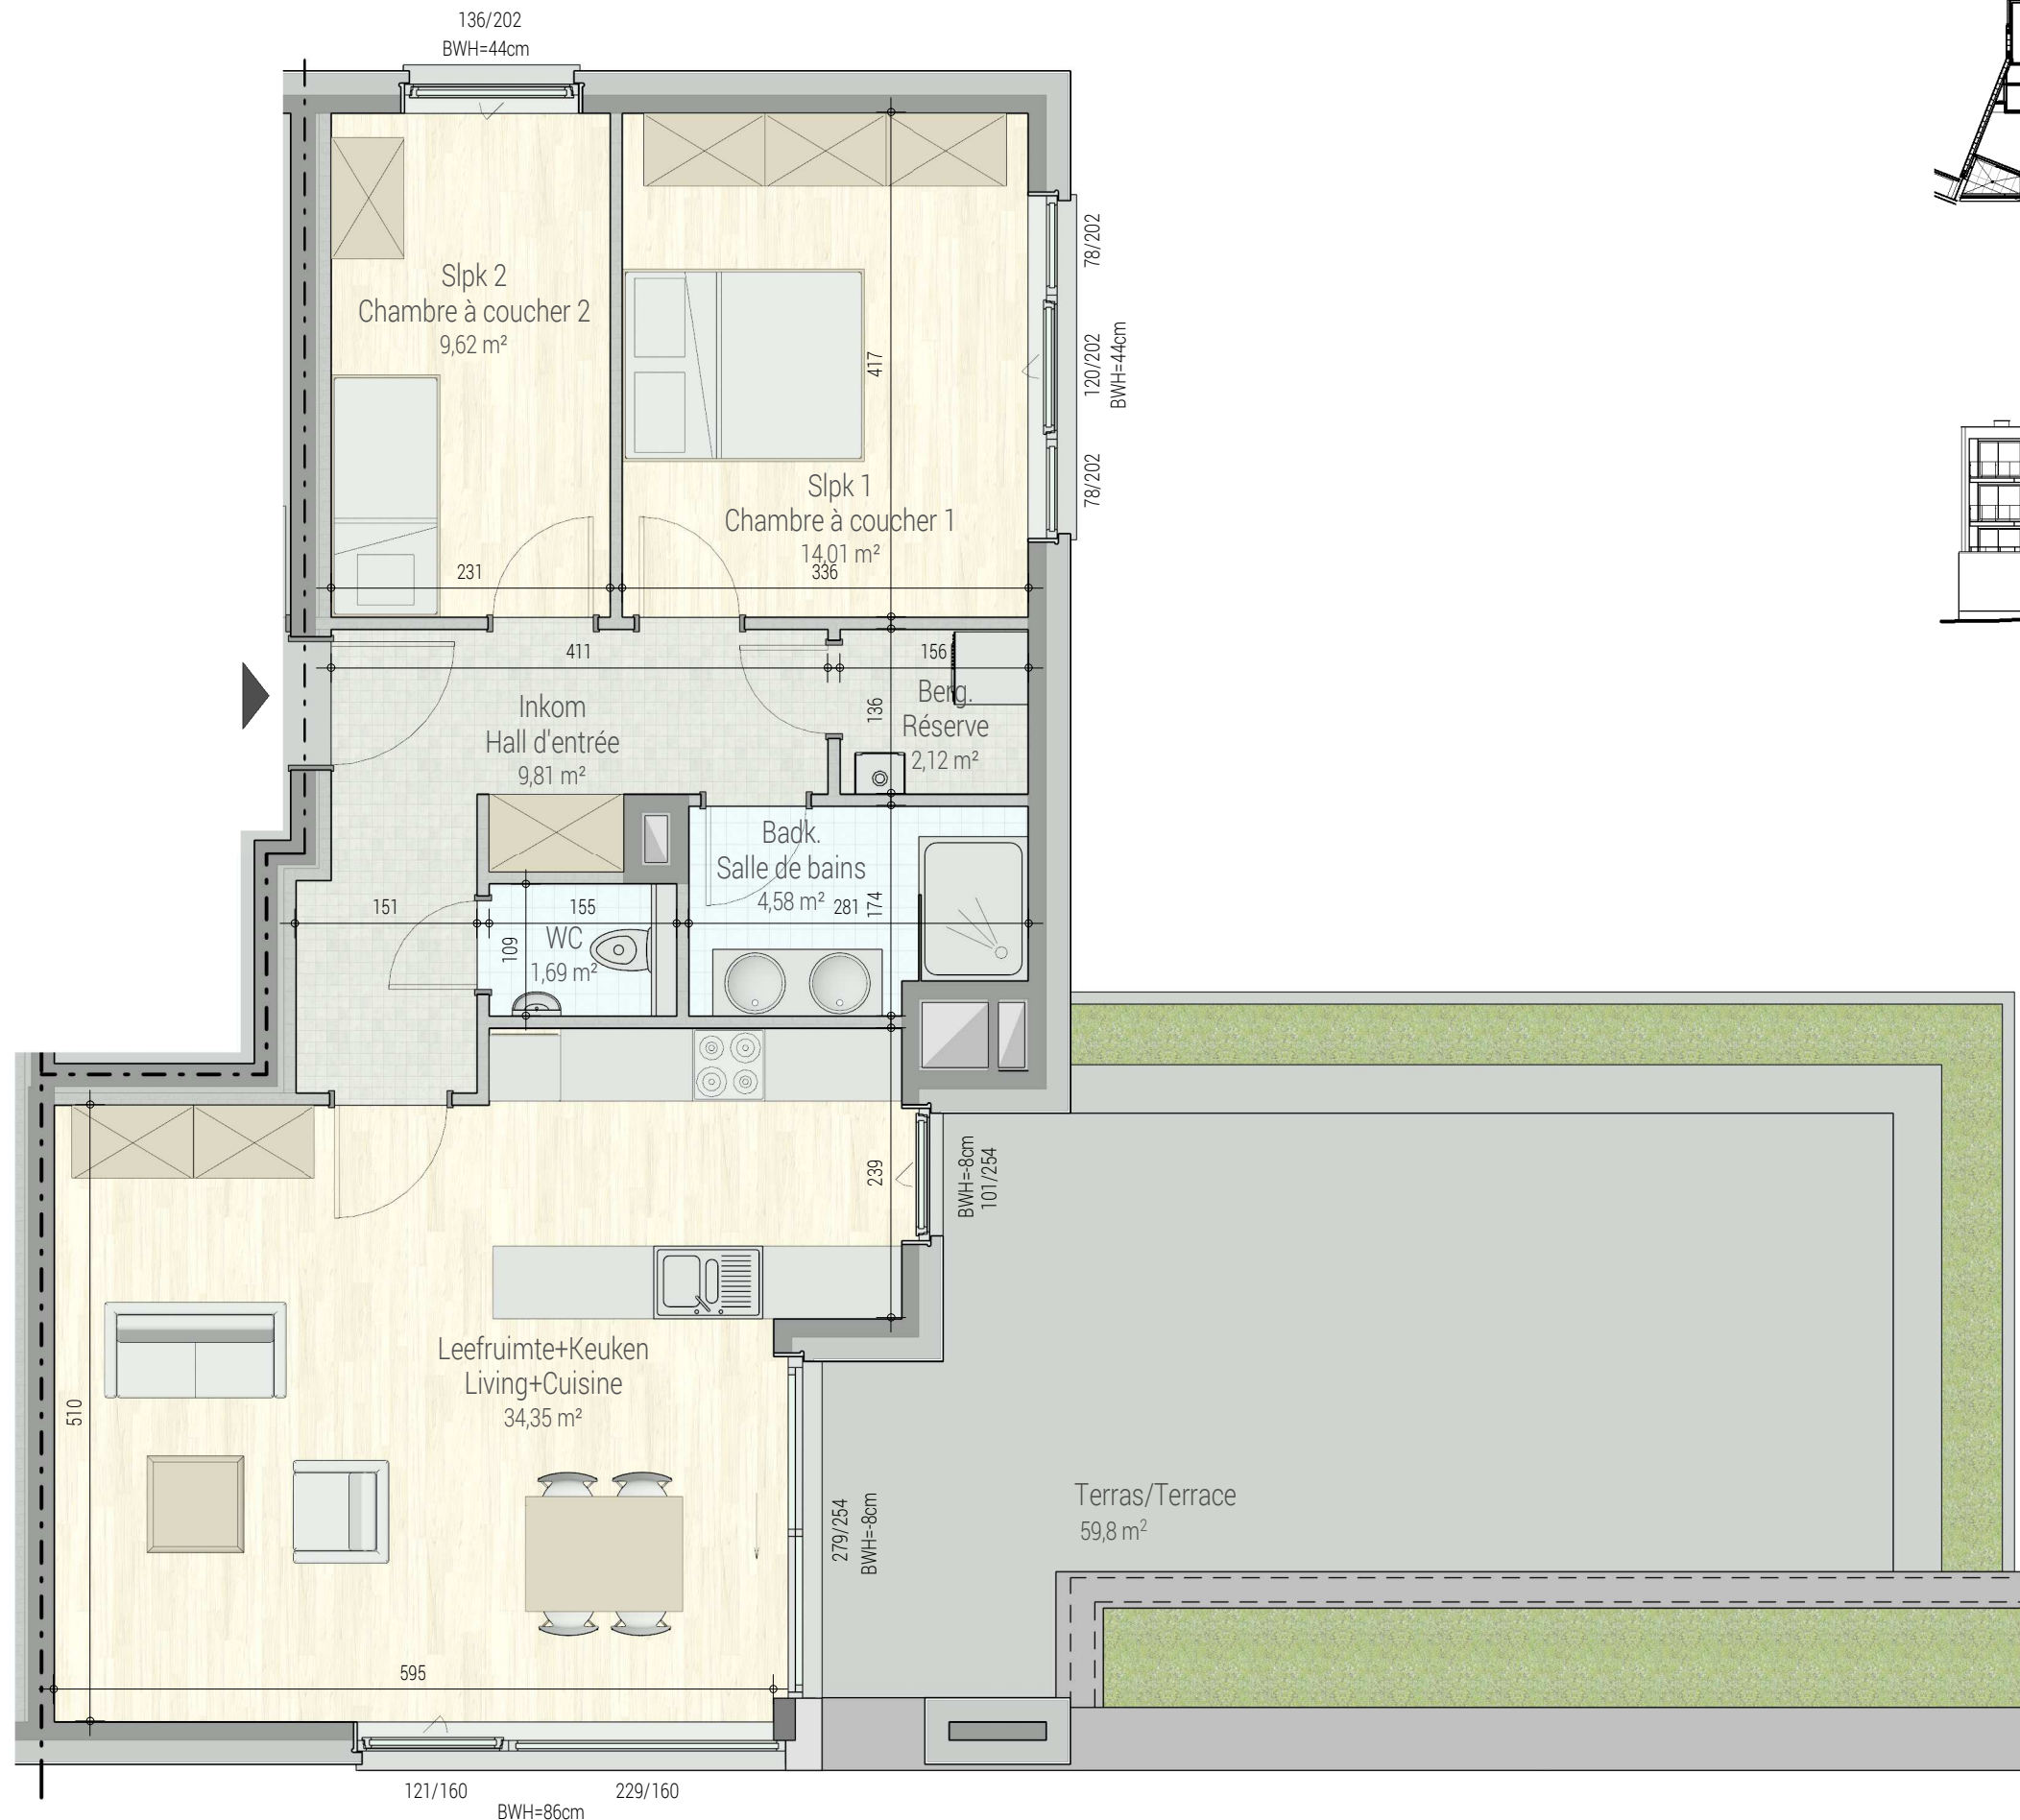 136/202
BWH=44cm
78/202
120/202
BWH=44cm
78/202
Slpk 2
Chambre à coucher 2
9,62 m²
417
Slpk 1
Chambre à coucher 1
14,01 m²
231
336
411
156
Inkom
Hall d'entrée
9,81 m²
136
Berg.
Réserve
2,12 m²
Badk.
Salle de bains
4,58 m²
281
174
151
155
109
WC
1,69 m²
239
BWH=-8cm
101/254
Leefruimte+Keuken
Living+Cuisine
34,35 m²
510
279/254
BWH=-8cm
Terras/Terrace
59,8 m²
595
121/160
229/160
BWH=86cm